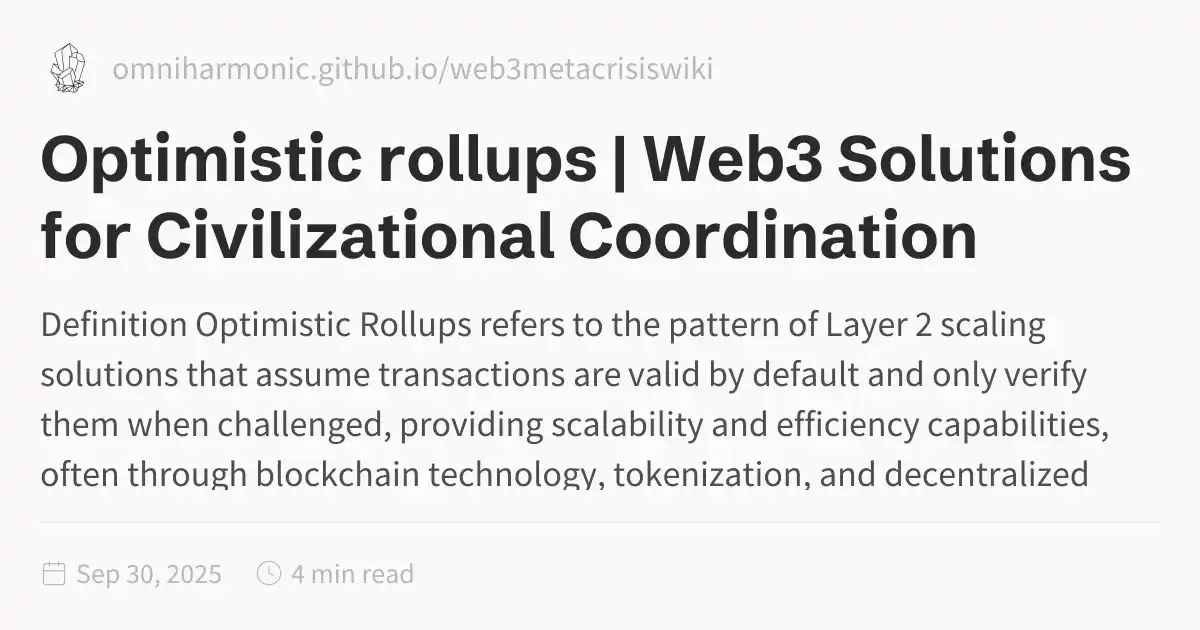 omniharmonic.github.io/web3metacrisiswiki
Optimistic rollups | Web3 Solutions
for Civilizational Coordination
Definition Optimistic Rollups refers to the pattern of Layer 2 scaling
solutions that assume transactions are valid by default and only verify
them when challenged, providing scalability and efficiency capabilities,
often through blockchain technology, tokenization, and decentralized
Sep 30, 2025
4 min read